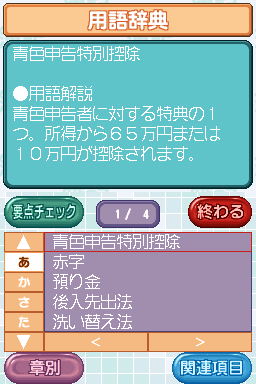 用語辞典
青色申告特別控除
●用語解説
青色申告者に対する特典の１
つ。所得から６５万円または
１０万円が控除されます。
要点チェック
1/ 4
終わる
▲
青色申告特別控除
あ
赤字
か
預り金
さ
後入先出法
た
洗い替え法
▼
<
>
章別
関連項目